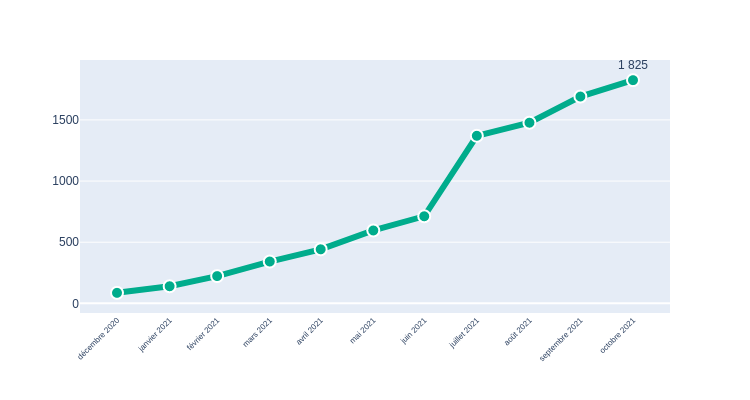 1 825
1500
1000
500
0
décembre 2020
janvier 2021
février 2021
mars 2021
avril 2021
mai 2021
juin 2021
juillet 2021
août 2021
septembre 2021
octobre 2021